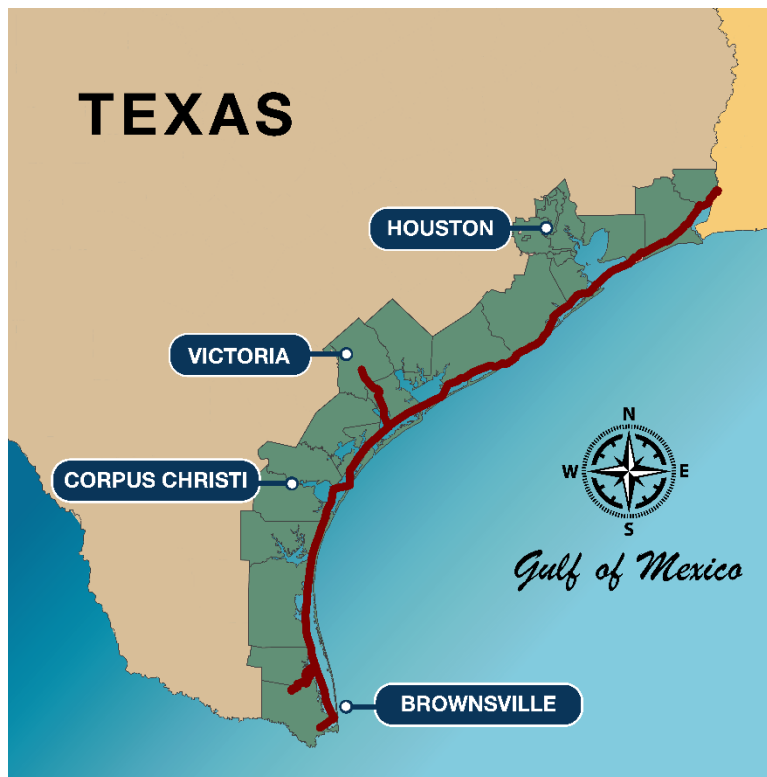 TEXAS
HOUSTON
VICTORIA
N
W
E
S
CORPUS CHRISTI
Gulf of Mexico
BROWNSVILLE